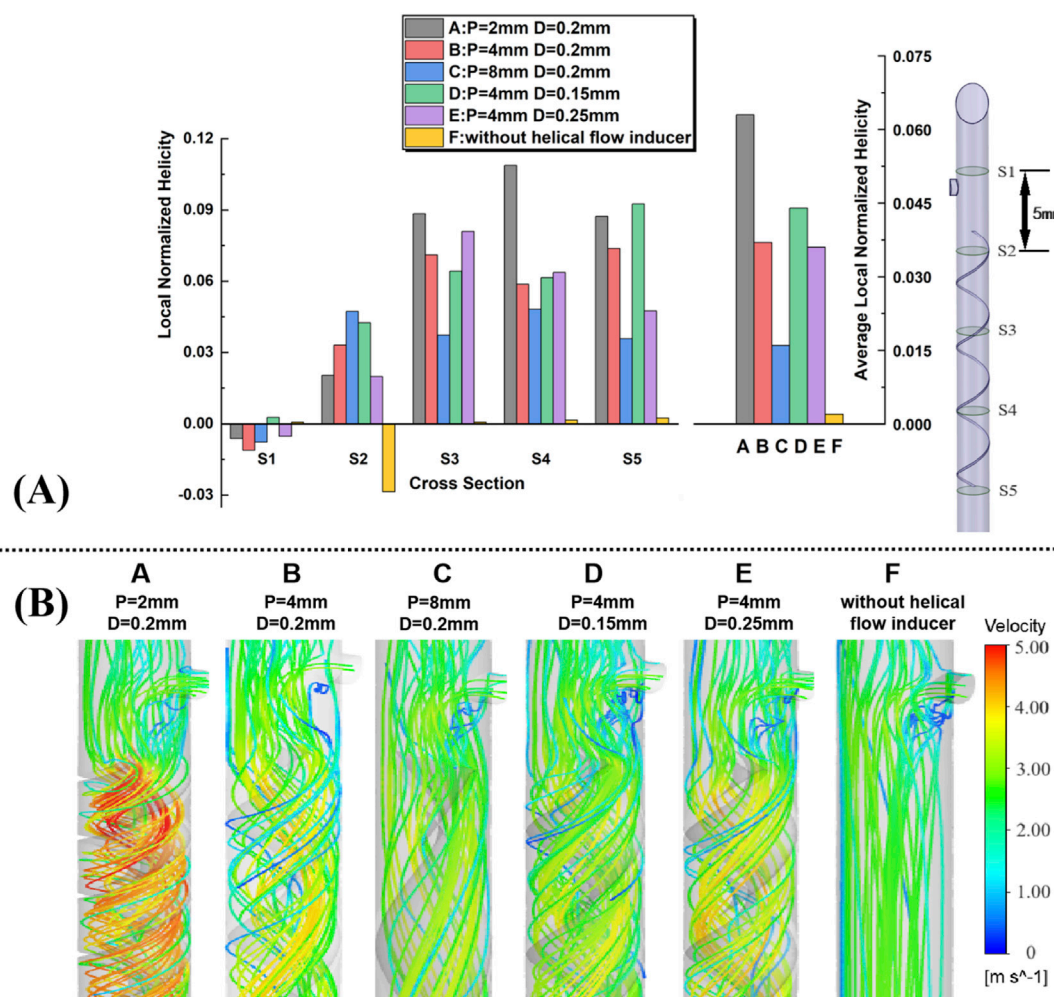 A:P=2mm D=0.2mm
B:P=4mm D=0.2mm
C:P=8mm D=0.2mm
D:P=4mm D=0.15mm
E:P=4mm D=0.25mm
F:without helical flow inducer
Local Normalized Helicity
0.12
0.09
0.06
0.03
0.00
-0.03
S1
S2
S3
S4
S5
Cross Section
Average Local Normalized Helicity
0.075
0.060
0.045
0.030
0.015
0.000
A B C D E F
S1
5mm
S2
S3
S4
S5
(A)
(B)
A
P=2mm
D=0.2mm
B
P=4mm
D=0.2mm
C
P=8mm
D=0.2mm
D
P=4mm
D=0.15mm
E
P=4mm
D=0.25mm
F
without helical
flow inducer
Velocity
5.00
4.00
3.00
2.00
1.00
0
[m s^-1]